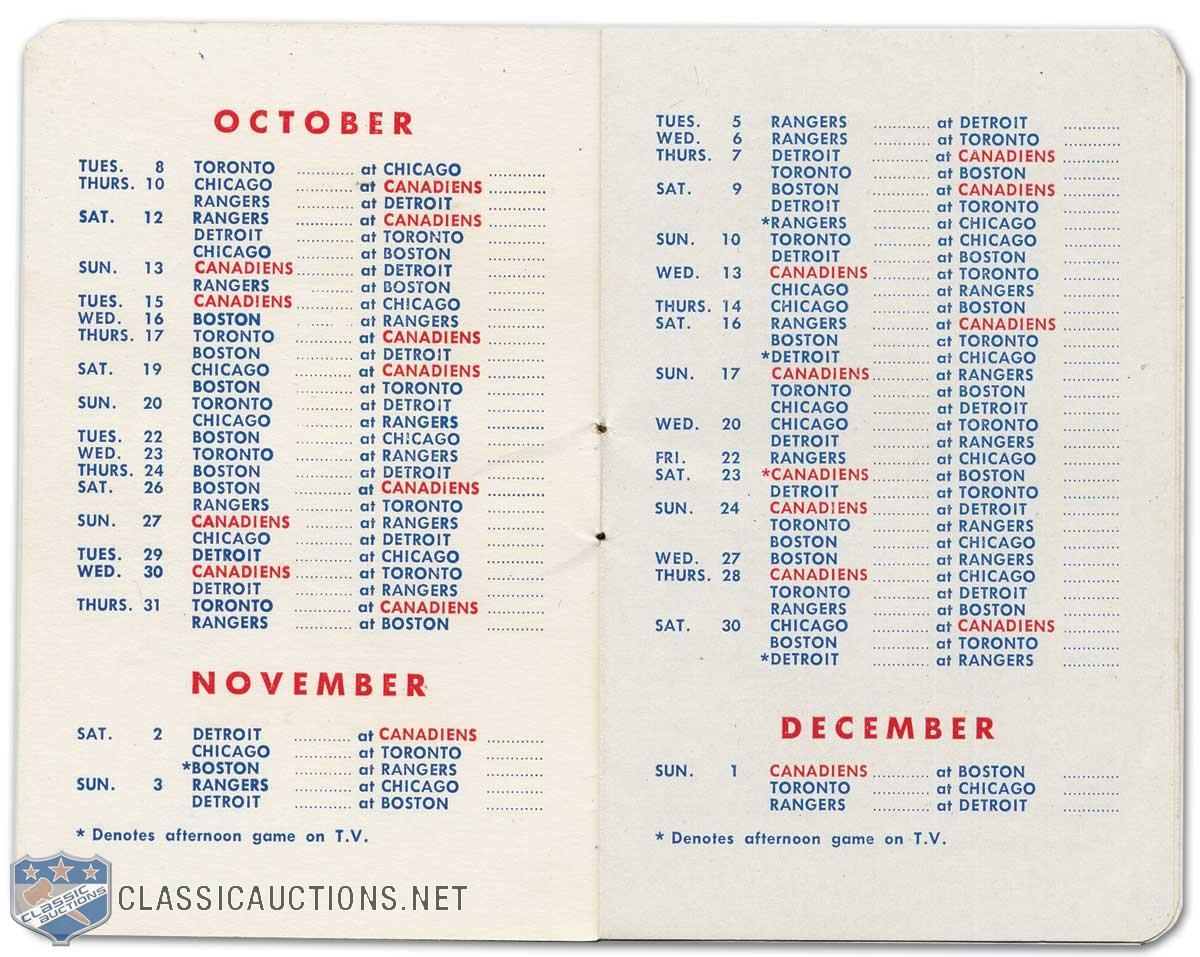 OCTOBER
TUES. 8 TORONTO .......... at CHICAGO ..........
THURS. 10 CHICAGO .......... at CANADIENS ..........
RANGERS .......... at DETROIT ..........
SAT. 12 RANGERS .......... at CANADIENS ..........
DETROIT .......... at TORONTO ..........
CHICAGO .......... at BOSTON ..........
SUN. 13 CANADIENS .......... at DETROIT ..........
RANGERS .......... at BOSTON ..........
TUES. 15 CANADIENS .......... at CHICAGO ..........
WED. 16 BOSTON .... .... at RANGERS ..........
THURS. 17 TORONTO .......... at CANADIENS ..........
BOSTON .......... at DETROIT ..........
SAT. 19 CHICAGO .......... at CANADIENS ..........
BOSTON .......... at TORONTO ..........
SUN. 20 TORONTO .......... at DETROIT ..........
CHICAGO .......... at RANGERS ..........
TUES. 22 BOSTON .......... at CHICAGO ..........
WED. 23 TORONTO .......... at RANGERS ..........
THURS. 24 BOSTON .......... at DETROIT ..........
SAT. 26 BOSTON .......... at CANADIENS ..........
RANGERS .......... at TORONTO ..........
SUN. 27 CANADIENS .......... at RANGERS ..........
CHICAGO .......... at DETROIT ..........
TUES. 29 DETROIT .......... at CHICAGO ..........
WED. 30 CANADIENS .......... at TORONTO ..........
DETROIT .......... at RANGERS ..........
THURS. 31 TORONTO .......... at CANADIENS ..........
RANGERS .......... at BOSTON ..........
NOVEMBER
SAT. 2 DETROIT .......... at CANADIENS ..........
CHICAGO .......... at TORONTO ..........
*BOSTON .......... at RANGERS ..........
SUN. 3 RANGERS .......... at CHICAGO ..........
DETROIT .......... at BOSTON ..........
* Denotes afternoon game on T.V.
TUES. 5 RANGERS .......... at DETROIT ..........
WED. 6 RANGERS .......... at TORONTO ..........
THURS. 7 DETROIT .......... at CANADIENS ..........
TORONTO .......... at BOSTON ..........
SAT. 9 BOSTON .......... at CANADIENS ..........
DETROIT .......... at TORONTO ..........
*RANGERS .......... at CHICAGO ..........
SUN. 10 TORONTO .......... at CHICAGO ..........
DETROIT .......... at BOSTON ..........
WED. 13 CANADIENS .......... at TORONTO ..........
CHICAGO .......... at RANGERS ..........
THURS. 14 CHICAGO .......... at BOSTON ..........
SAT. 16 RANGERS .......... at CANADIENS ..........
BOSTON .......... at TORONTO ..........
*DETROIT .......... at CHICAGO ..........
SUN. 17 CANADIENS .......... at RANGERS ..........
TORONTO .......... at BOSTON ..........
CHICAGO .......... at DETROIT ..........
WED. 20 CHICAGO .......... at TORONTO ..........
DETROIT .......... at RANGERS ..........
FRI. 22 RANGERS .......... at CHICAGO ..........
SAT. 23 *CANADIENS .......... at BOSTON ..........
DETROIT .......... at TORONTO ..........
SUN. 24 CANADIENS .......... at DETROIT ..........
TORONTO .......... at RANGERS ..........
BOSTON .......... at CHICAGO ..........
WED. 27 BOSTON .......... at RANGERS ..........
THURS. 28 CANADIENS .......... at CHICAGO ..........
TORONTO .......... at DETROIT ..........
RANGERS .......... at BOSTON ..........
SAT. 30 CHICAGO .......... at CANADIENS ..........
BOSTON .......... at TORONTO ..........
*DETROIT .......... at RANGERS ..........
DECEMBER
SUN. 1 CANADIENS .......... at BOSTON ..........
TORONTO .......... at CHICAGO ..........
RANGERS .......... at DETROIT ..........
* Denotes afternoon game on T.V.
CLASSIC
AUCTIONS
CLASSICAUCTIONS.NET